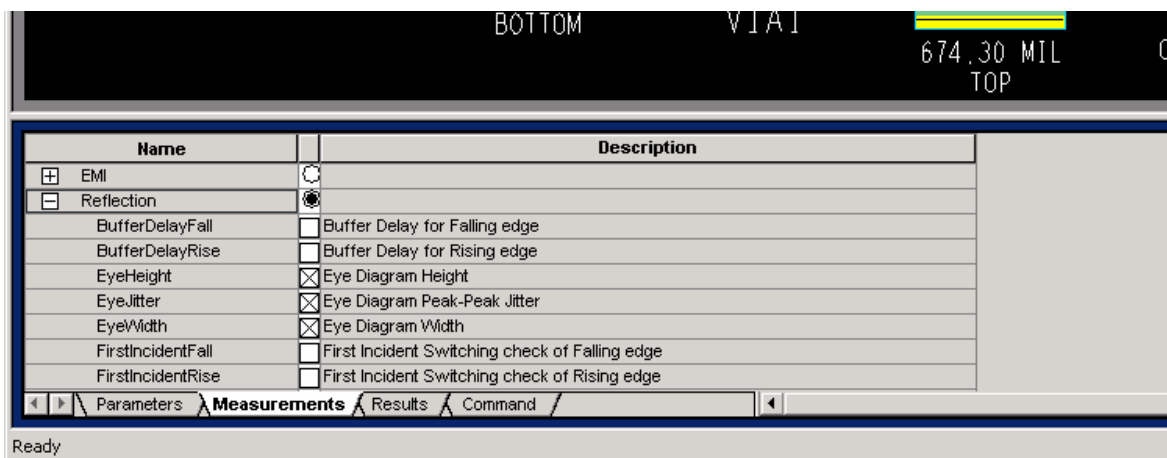 BOTTOM VIA1
674.30 MIL
TOP
Name Description
EMI
Reflection
BufferDelayFall Buffer Delay for Falling edge
BufferDelayRise Buffer Delay for Rising edge
EyeHeight Eye Diagram Height
EyeJitter Eye Diagram Peak-Peak Jitter
EyeWidth Eye Diagram Width
FirstIncidentFall First Incident Switching check of Falling edge
FirstIncidentRise First Incident Switching check of Rising edge
Parameters Measurements Results Command
Ready